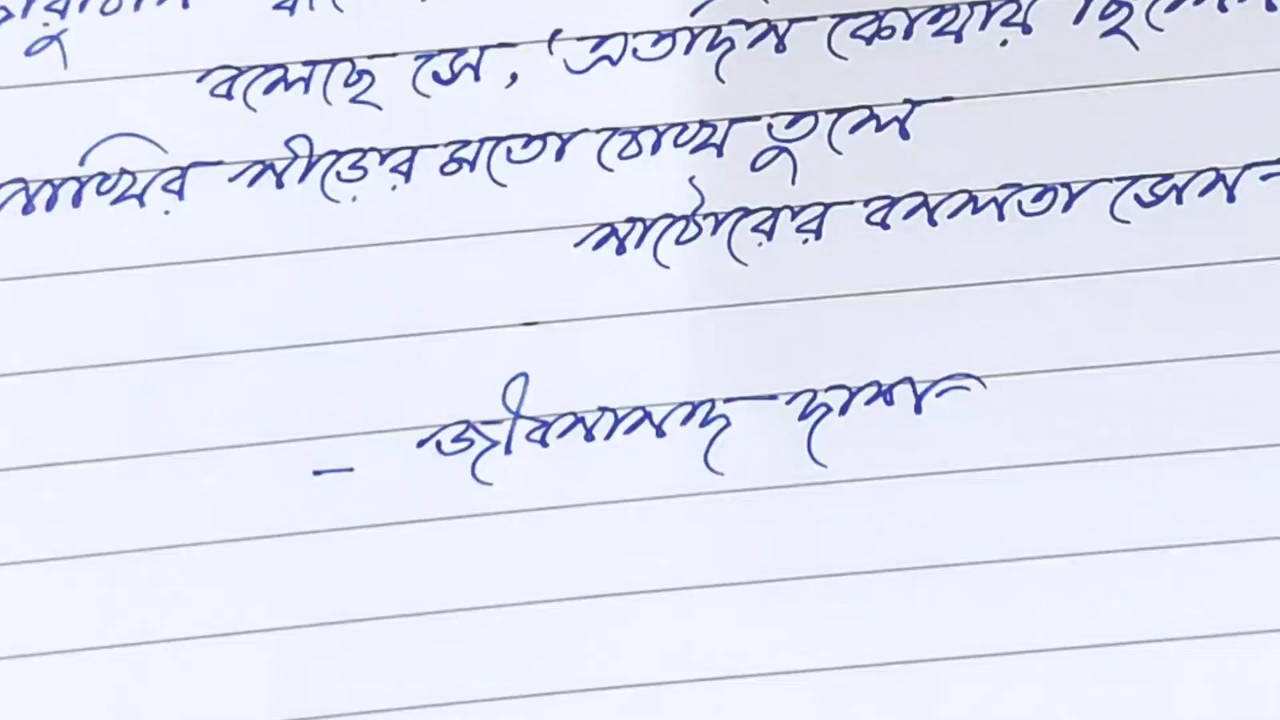 বলেছে সে, 'এতদিন কোথায় ছিলেন
পাখির নীড়ের মতো চোখ তুলে
নাটোরের বনলতা সেন-
- জীবনানন্দ দাশ